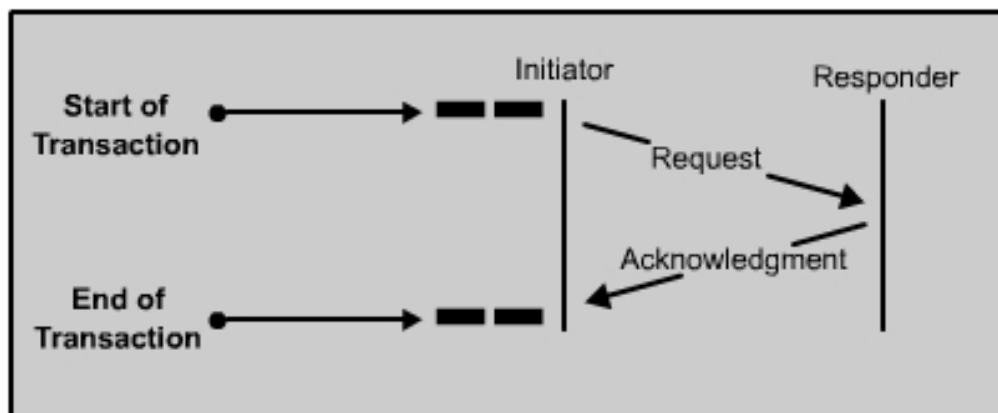 Initiator
Responder
Start of
Transaction
Request
Acknowledgment
End of
Transaction